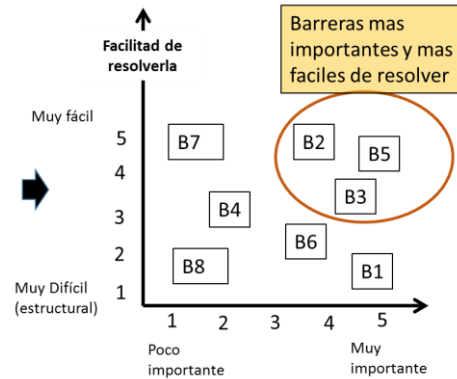 Facilitad de
resolverla
Barreras mas
importantes y mas
faciles de resolver
Muy fácil
5
4
3
2
1
Muy Difícil
(estructural)
B7
B2
B5
B3
B4
B6
B8
B1
1 2 3 4 5
Poco
importante
Muy
importante